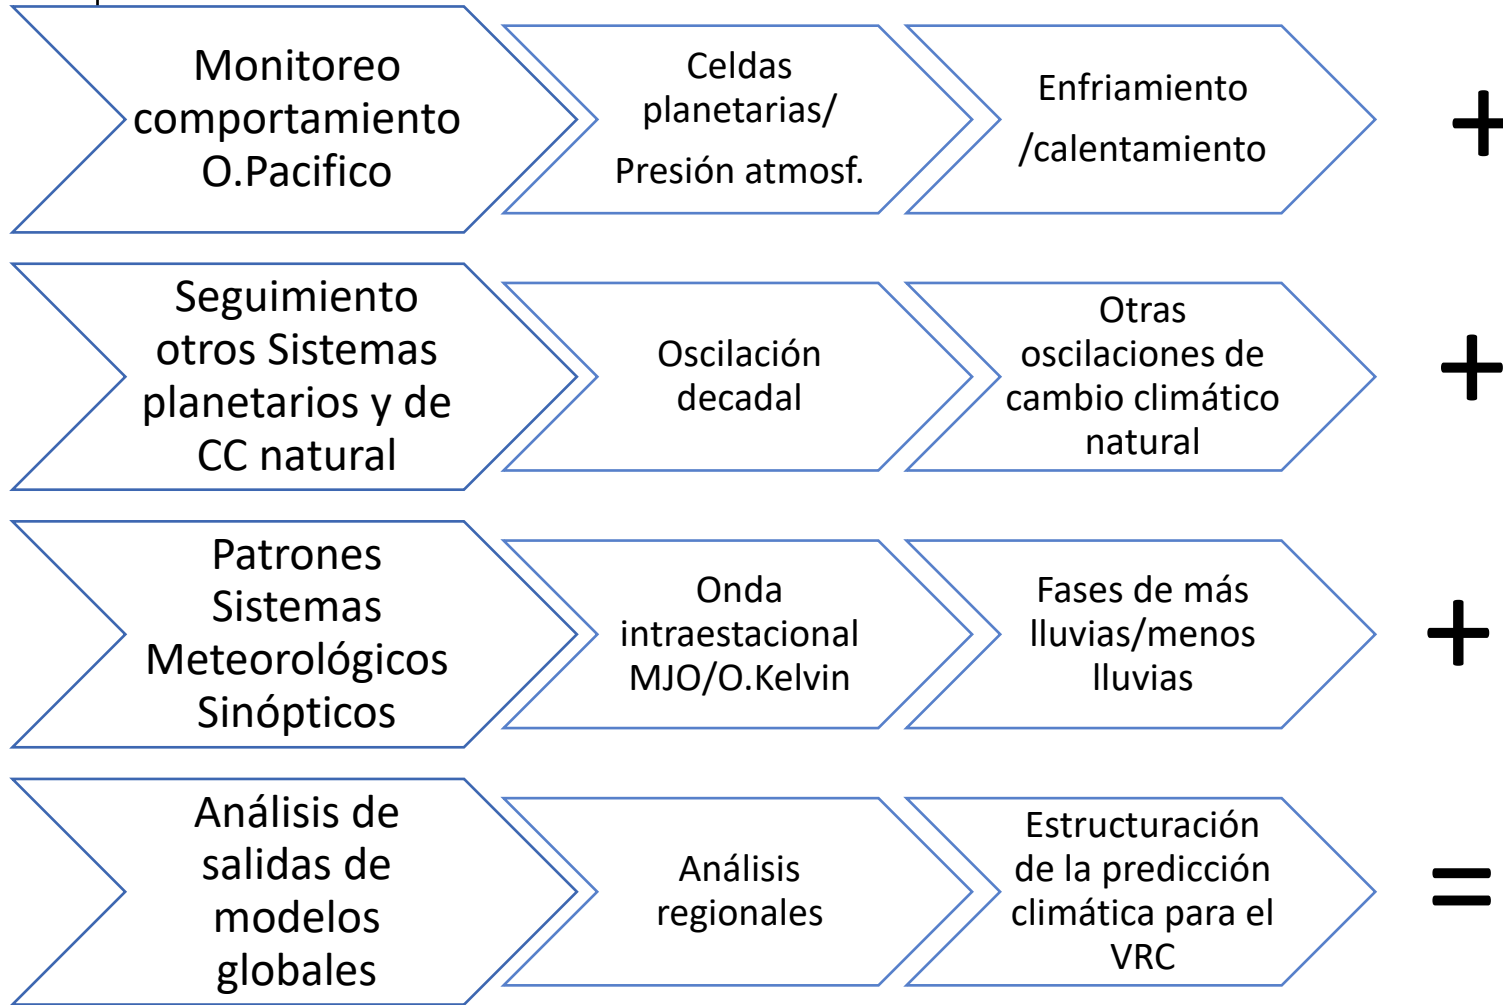 Monitoreo
comportamiento
O.Pacifico
Celdas
planetarias/
Presión atmosf.
Enfriamiento
/calentamiento
+
Seguimiento
otros Sistemas
planetarios y de
CC natural
Oscilación
decadal
Otras
oscilaciones de
cambio climático
natural
+
Patrones
Sistemas
Meteorológicos
Sinópticos
Onda
intraestacional
MJO/O.Kelvin
Fases de más
lluvias/menos
lluvias
+
Análisis de
salidas de
modelos
globales
Análisis
regionales
Estructuración
de la predicción
climática para el
VRC
=